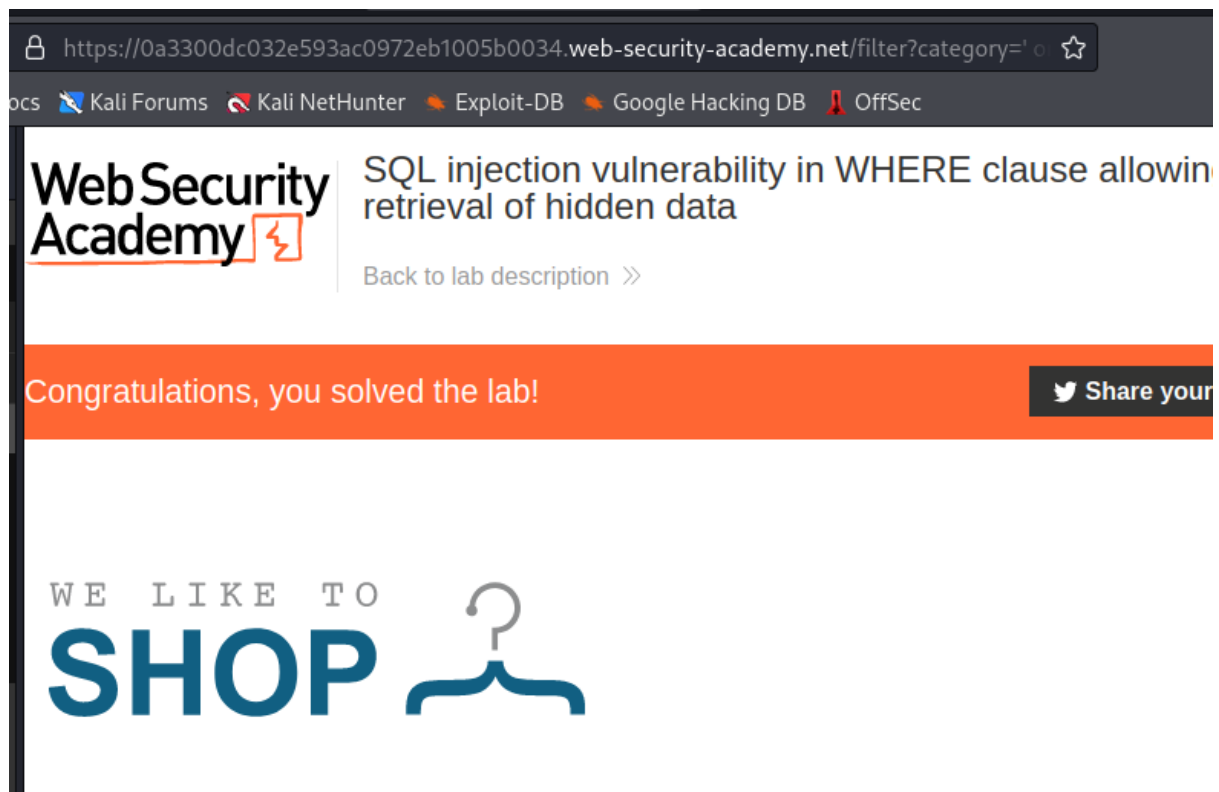 https://0a3300dc032e593ac0972eb1005b0034.web-security-academy.net/filter?category=' o
ocs Kali Forums Kali NetHunter Exploit-DB Google Hacking DB OffSec
Web Security
Academy
SQL injection vulnerability in WHERE clause allowin
retrieval of hidden data
Back to lab description
Congratulations, you solved the lab!
Share your
WE LIKE TO
SHOP